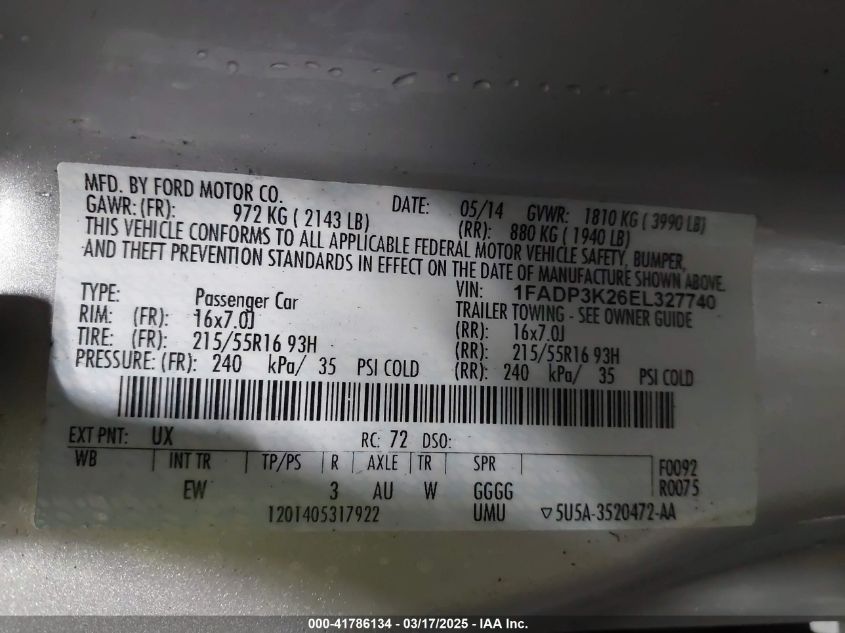 MFD. BY FORD MOTOR CO. DATE: 05/14 GVWR: 1810 KG ( 3990 LB)
GAWR: (FR): 972 KG ( 2143 LB) (RR): 880 KG ( 1940 LB)
THIS VEHICLE CONFORMS TO ALL APPLICABLE FEDERAL MOTOR VEHICLE SAFETY, BUMPER,
AND THEFT PREVENTION STANDARDS IN EFFECT ON THE DATE OF MANUFACTURE SHOWN ABOVE.
VIN: 1FADP3K26EL327740
TYPE: Passenger Car TRAILER TOWING - SEE OWNER GUIDE
RIM: (FR): 16x7.0J (RR): 16x7.0J
TIRE: (FR): 215/55R16 93H (RR): 215/55R16 93H
PRESSURE: (FR): 240 kPa/ 35 PSI COLD (RR): 240 kPa/ 35 PSI COLD
EXT PNT: UX RC: 72 DSO:
WB INT TR TP/PS R AXLE TR SPR F0092
EW 3 AU W GGGG R0075
1201405317922 UMU ▽5U5A-3520472-AA
000-41786134 - 03/17/2025 - IAA Inc.